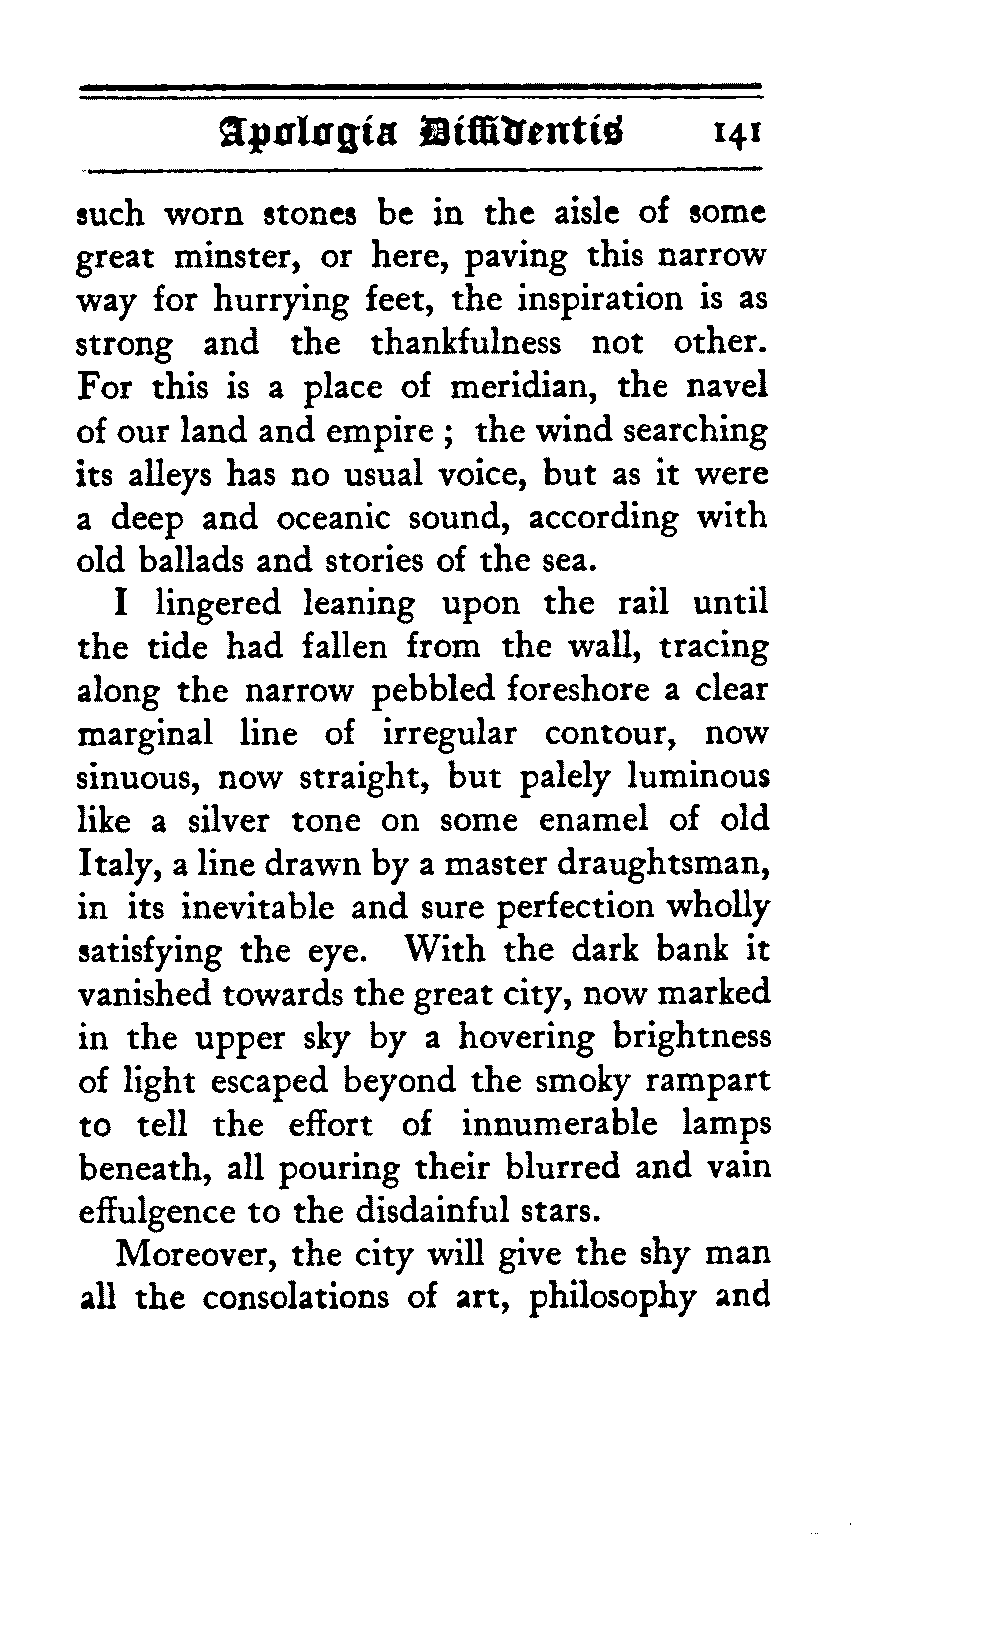 Apologia Diffidentis 141
such worn stones be in the aisle of some
great minster, or here, paving this narrow
way for hurrying feet, the inspiration is as
strong and the thankfulness not other.
For this is a place of meridian, the navel
of our land and empire ; the wind searching
its alleys has no usual voice, but as it were
a deep and oceanic sound, according with
old ballads and stories of the sea.
I lingered leaning upon the rail until
the tide had fallen from the wall, tracing
along the narrow pebbled foreshore a clear
marginal line of irregular contour, now
sinuous, now straight, but palely luminous
like a silver tone on some enamel of old
Italy, a line drawn by a master draughtsman,
in its inevitable and sure perfection wholly
satisfying the eye. With the dark bank it
vanished towards the great city, now marked
in the upper sky by a hovering brightness
of light escaped beyond the smoky rampart
to tell the effort of innumerable lamps
beneath, all pouring their blurred and vain
effulgence to the disdainful stars.
Moreover, the city will give the shy man
all the consolations of art, philosophy and